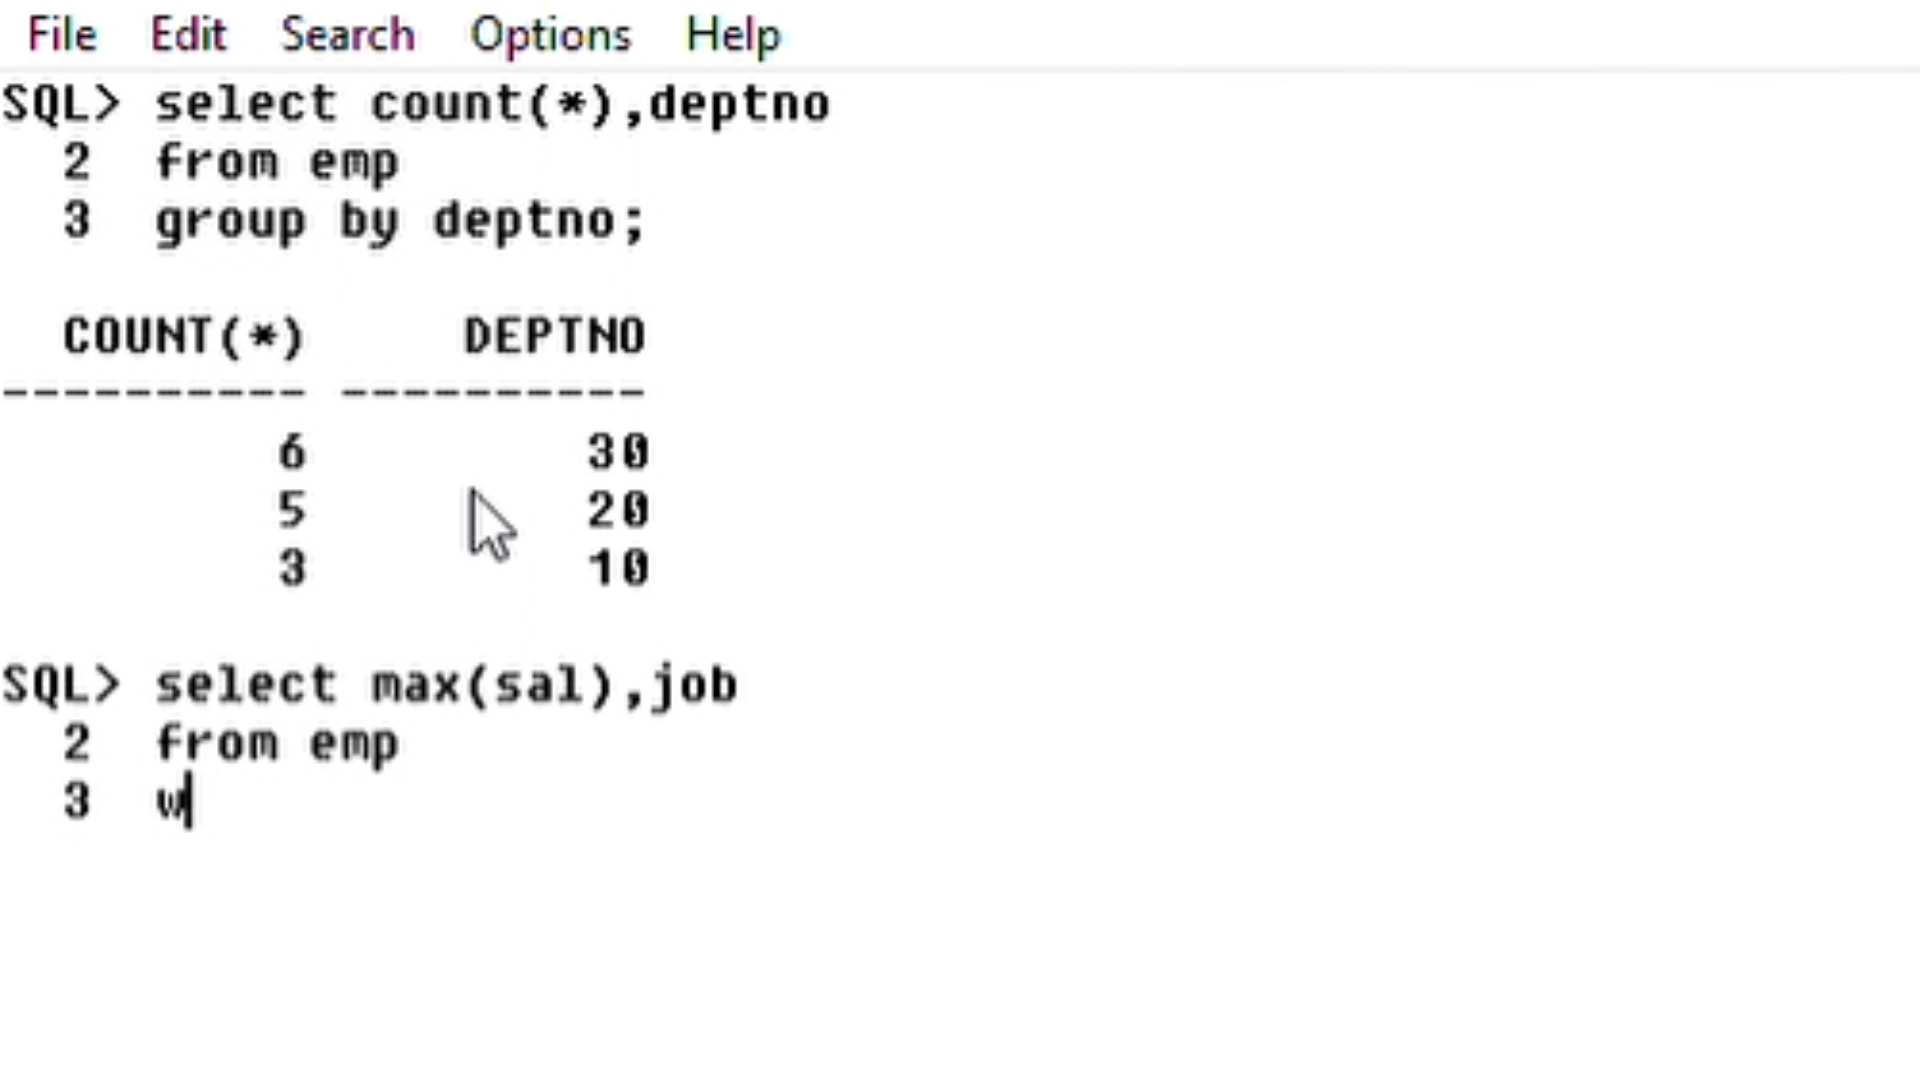 File Edit Search Options Help
SQL> select count(*),deptno
2 from emp
3 group by deptno;
COUNT(*) DEPTNO
---------- ----------
6 30
5 20
3 10
SQL> select max(sal),job
2 from emp
3 w